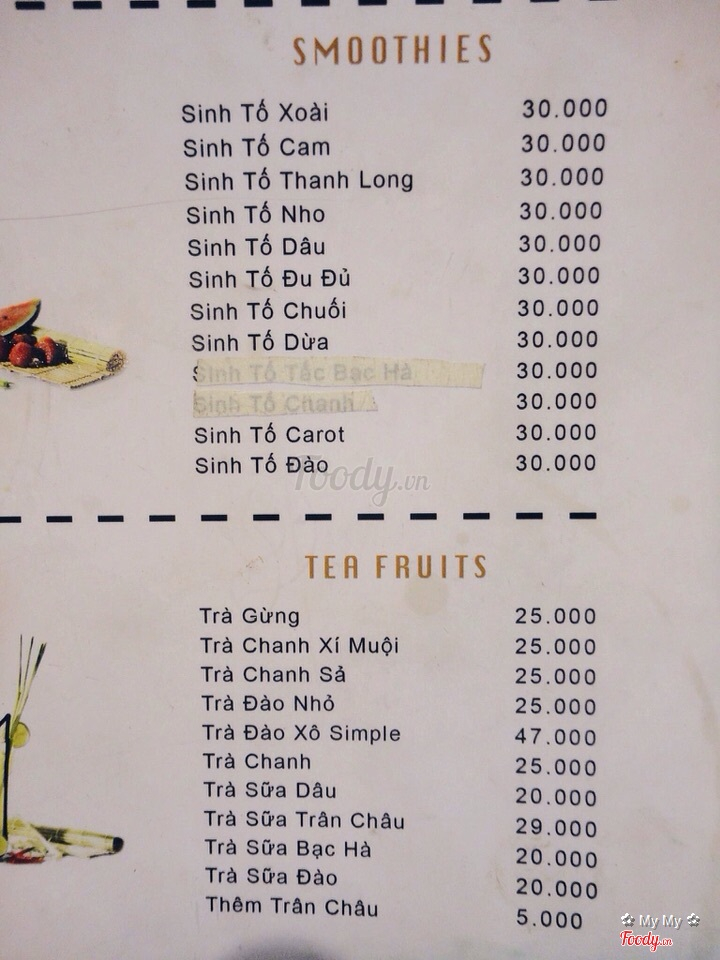 SMOOTHIES
Sinh Tố Xoài 30.000
Sinh Tố Cam 30.000
Sinh Tố Thanh Long 30.000
Sinh Tố Nho 30.000
Sinh Tố Dâu 30.000
Sinh Tố Đu Đủ 30.000
Sinh Tố Chuối 30.000
Sinh Tố Dừa 30.000
Sinh Tố Tắc Bạc Hà 30.000
Sinh Tố Chanh 30.000
Sinh Tố Carot 30.000
Sinh Tố Đào 30.000
Foody.vn
TEA FRUITS
Trà Gừng 25.000
Trà Chanh Xí Muội 25.000
Trà Chanh Sả 25.000
Trà Đào Nhỏ 25.000
Trà Đào Xô Simple 47.000
Trà Chanh 25.000
Trà Sữa Dâu 20.000
Trà Sữa Trân Châu 29.000
Trà Sữa Bạc Hà 20.000
Trà Sữa Đào 20.000
Thêm Trân Châu 5.000
My My
Foody.vn